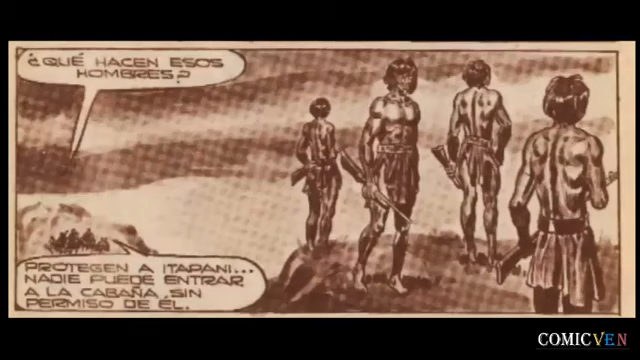 ¿QUÉ HACEN ESOS
HOMBRES?
PROTEGEN A ITAPANI...
NADIE PUEDE ENTRAR
A LA CABAÑA, SIN
PERMISO DE ÉL.
COMICVEN